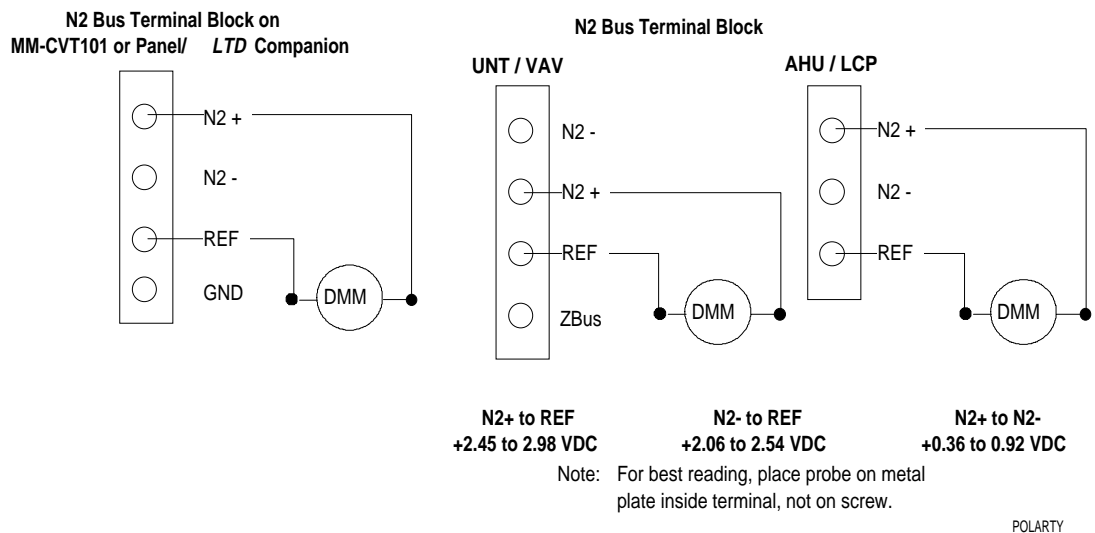 N2 Bus Terminal Block on
MM-CVT101 or Panel/ LTD Companion
N2 +
N2 -
REF
GND
DMM
N2 Bus Terminal Block
UNT / VAV
N2 -
N2 +
REF
ZBus
DMM
AHU / LCP
N2 +
N2 -
REF
DMM
N2+ to REF
+2.45 to 2.98 VDC
N2- to REF
+2.06 to 2.54 VDC
N2+ to N2-
+0.36 to 0.92 VDC
Note: For best reading, place probe on metal
plate inside terminal, not on screw.
POLARTY